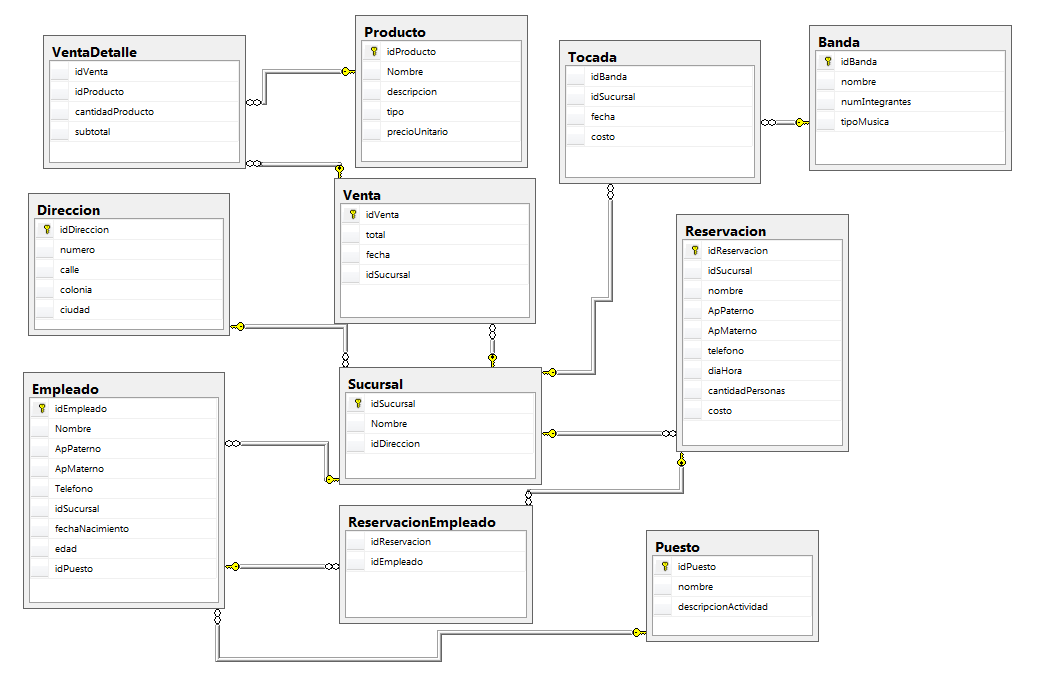 VentaDetalle
idVenta
idProducto
cantidadProducto
subtotal
Producto
idProducto
Nombre
descripcion
tipo
precioUnitario
Tocada
idBanda
idSucursal
fecha
costo
Banda
idBanda
nombre
numIntegrantes
tipoMusica
Direccion
idDireccion
numero
calle
colonia
ciudad
Venta
idVenta
total
fecha
idSucursal
Reservacion
idReservacion
idSucursal
nombre
ApPaterno
ApMaterno
telefono
diaHora
cantidadPersonas
costo
Empleado
idEmpleado
Nombre
ApPaterno
ApMaterno
Telefono
idSucursal
fechaNacimiento
edad
idPuesto
Sucursal
idSucursal
Nombre
idDireccion
ReservacionEmpleado
idReservacion
idEmpleado
Puesto
idPuesto
nombre
descripcionActividad